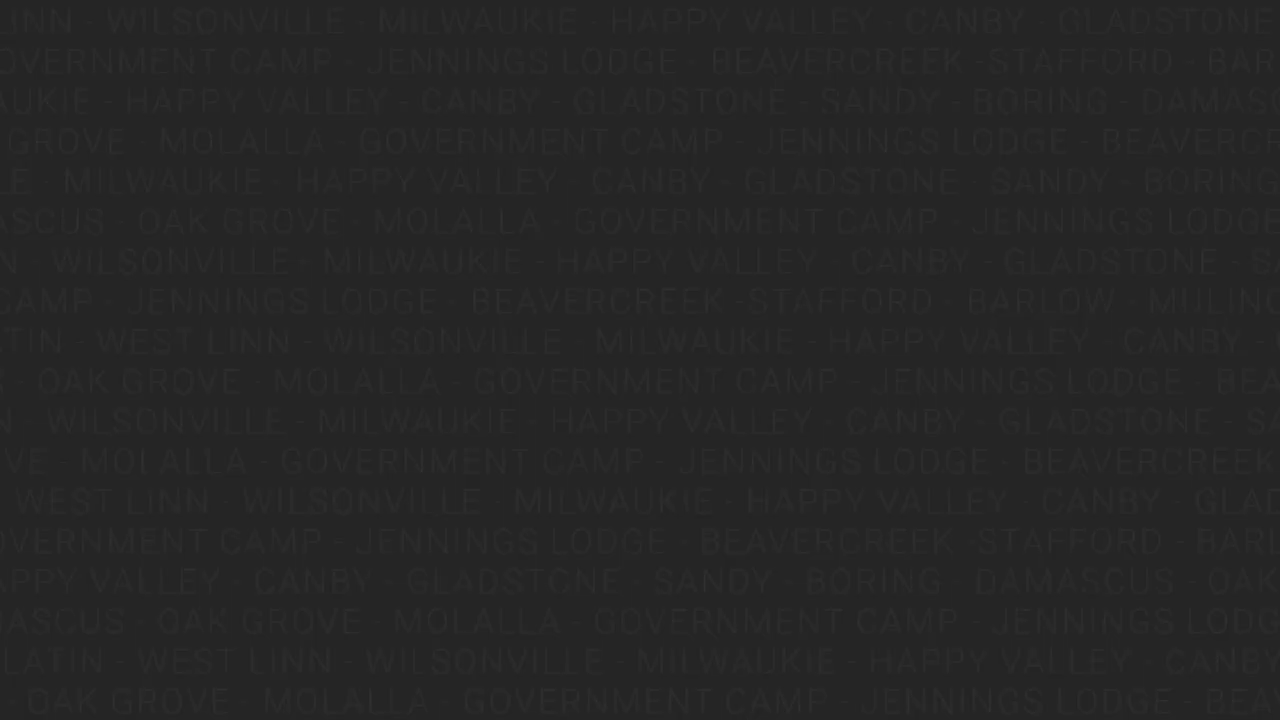 INN - WILSONVILLE - MILWAUKIE - HAPPY VALLEY - CANBY - GLADSTONE
OVERNMENT CAMP - JENNINGS LODGE - BEAVERCREEK -STAFFORD - BAR
AUKIE - HAPPY VALLEY - CANBY - GLADSTONE - SANDY - BORING - DAMASC
GROVE - MOLALLA - GOVERNMENT CAMP - JENNINGS LODGE - BEAVERCR
LE - MILWAUKIE - HAPPY VALLEY - CANBY - GLADSTONE - SANDY - BORING
ASCUS - OAK GROVE - MOLALLA - GOVERNMENT CAMP - JENNINGS LODGE
N - WILSONVILLE - MILWAUKIE - HAPPY VALLEY - CANBY - GLADSTONE - S
CAMP - JENNINGS LODGE - BEAVERCREEK -STAFFORD - BARLOW - MULINO
TIN - WEST LINN - WILSONVILLE - MILWAUKIE - HAPPY VALLEY - CANBY -
S - OAK GROVE - MOLALLA - GOVERNMENT CAMP - JENNINGS LODGE - BEA
N - WILSONVILLE - MILWAUKIE - HAPPY VALLEY - CANBY - GLADSTONE - SA
VE - MOLALLA - GOVERNMENT CAMP - JENNINGS LODGE - BEAVERCREEK
WEST LINN - WILSONVILLE - MILWAUKIE - HAPPY VALLEY - CANBY - GLAD
OVERNMENT CAMP - JENNINGS LODGE - BEAVERCREEK -STAFFORD - BARL
APPY VALLEY - CANBY - GLADSTONE - SANDY - BORING - DAMASCUS - OAK
DASCUS - OAK GROVE - MOLALLA - GOVERNMENT CAMP - JENNINGS LODG
LATIN - WEST LINN - WILSONVILLE - MILWAUKIE - HAPPY VALLEY - CANBY
OAK GROVE - MOLALLA - GOVERNMENT CAMP - JENNINGS LODGE - BEA